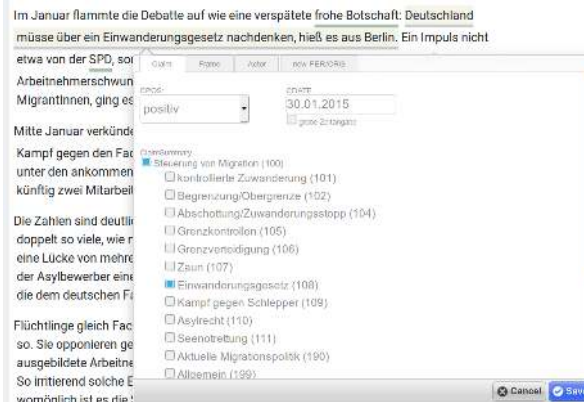 Im Januar flammte die Debatte auf wie eine verspätete frohe Botschaft: Deutschland
müsse über ein Einwanderungsgesetz nachdenken, hieß es aus Berlin. Ein Impuls nicht
etwa von der SPD,
Arbeitnehmerschwun
MigrantInnen, ging es
Mitte Januar verkünde
Kampf gegen den Fac
unter den ankommen
künftig zwei Mitarbeit
Die Zahlen sind deutli
doppelt so viele, wie
eine Lücke von mehre
der Asylbewerber eine
die dem deutschen Fa
Flüchtlinge gleich Fac
so. Sie opponieren ge
ausgebildete Arbeitne
So irritierend solche E
womöglich ist es die
Claim Frame Actor new PER/ORG
CPOS: CDATE
positiv 30.01.2015
ClaimSummary
Steuerung von Migration (100)
kontrollierte Zuwanderung (101)
Begrenzung/Obergrenze (102)
Abschottung/Zuwanderungsstopp (104)
Grenzkontrollen (105)
Grenzverteidigung (106)
Zaun (107)
Einwanderungsgesetz (108)
Kampf gegen Schlepper (109)
Asylrecht (110)
Seenotrettung (111)
Aktuelle Migrationspolitik (190)
Allgemein (199)
Cancel Save